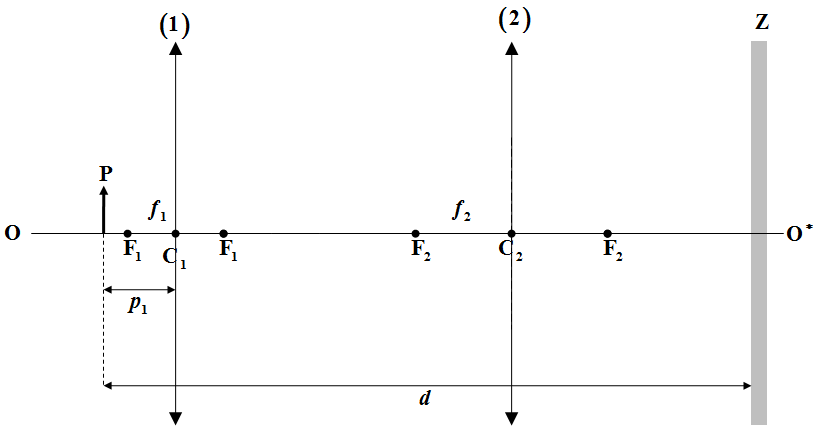 (1) (2) Z
P
f₁ f₂
O F₁ C₁ F₁ F₂ C₂ F₂ O*
p₁
d